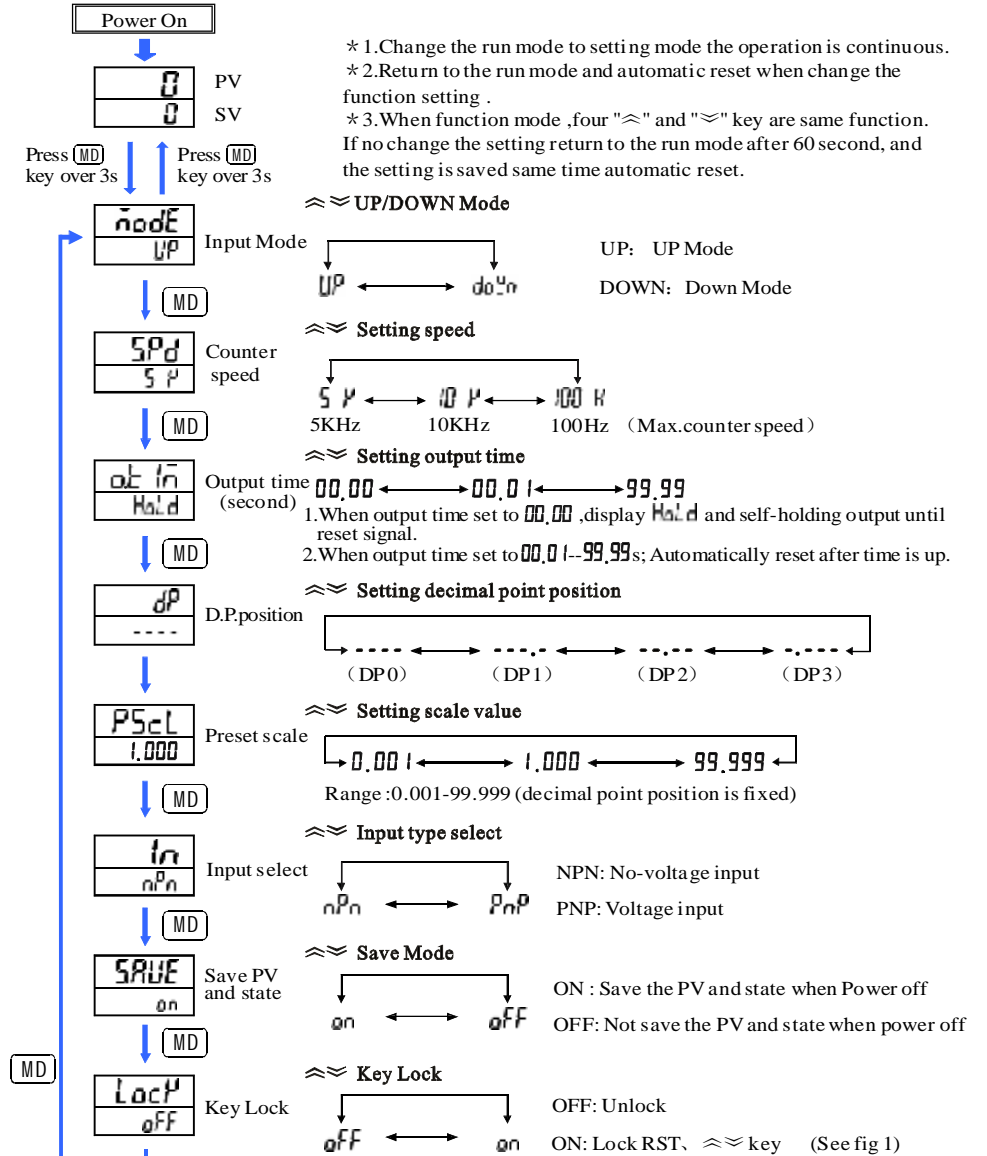 Power On
0 PV
0 SV
*1.Change the run mode to setting mode the operation is continuous.
*2.Return to the run mode and automatic reset when change the
function setting .
*3.When function mode ,four "︽" and "︾" key are same function.
If no change the setting return to the run mode after 60 second, and
the setting is saved same time automatic reset.
Press MD
key over 3s
Press MD
key over 3s
modE
UP
Input Mode
︽︾UP/DOWN Mode
UP
doyn
UP: UP Mode
DOWN: Down Mode
MD
SPd
5 K
Counter
speed
︽︾ Setting speed
5 K
10 K
100 H
5KHz
10KHz
100Hz (Max.counter speed)
MD
otIm
HoLd
Output time
(second)
︽︾ Setting output time
00.00
00.01
99.99
1.When output time set to 00.00 ,display HoLd and self-holding output until
reset signal.
2.When output time set to 00.01--99.99s; Automatically reset after time is up.
MD
dP
----
D.P.position
︽︾ Setting decimal point position
----
---.-
--.--
-.---
(DP0)
(DP1)
(DP2)
(DP3)
PScL
1.000
Preset scale
︽︾ Setting scale value
0.001
1.000
99.999
Range :0.001-99.999 (decimal point position is fixed)
MD
In
nPn
Input select
︽︾ Input type select
nPn
PnP
NPN: No-voltage input
PNP: Voltage input
MD
SAVE
on
Save PV
and state
︽︾ Save Mode
on
oFF
ON : Save the PV and state when Power off
OFF: Not save the PV and state when power off
MD
MD
LocK
oFF
Key Lock
︽︾ Key Lock
oFF
on
OFF: Unlock
ON: Lock RST、 ︽︾ key (See fig 1)